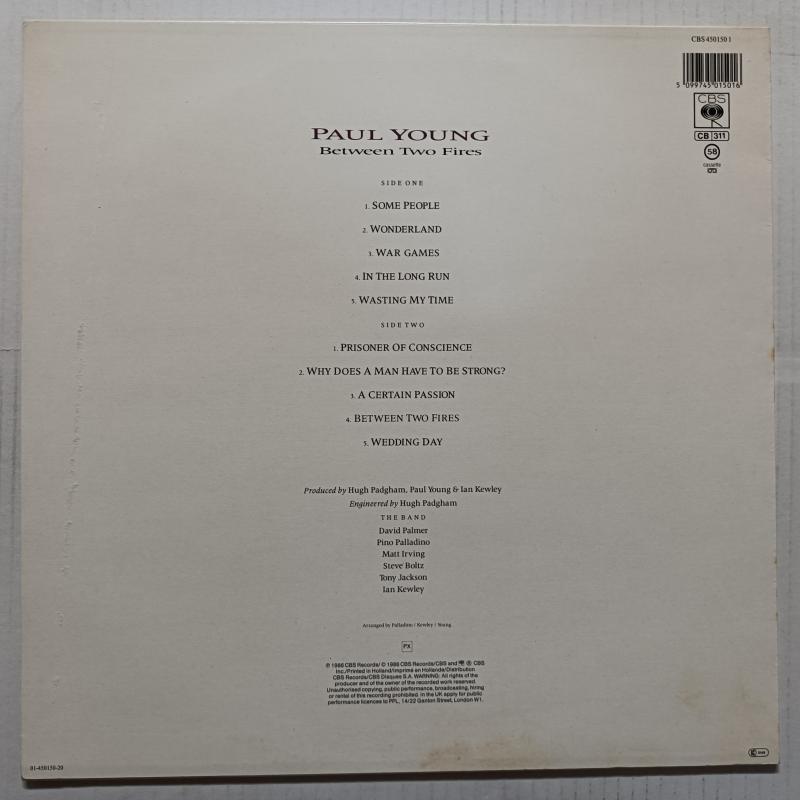 CBS 450150 1
5 099745 015016
CBS
CB 311
58
cassette
PAUL YOUNG
Between Two Fires
SIDE ONE
1. SOME PEOPLE
2. WONDERLAND
3. WAR GAMES
4. IN THE LONG RUN
5. WASTING MY TIME
SIDE TWO
1. PRISONER OF CONSCIENCE
2. WHY DOES A MAN HAVE TO BE STRONG?
3. A CERTAIN PASSION
4. BETWEEN TWO FIRES
5. WEDDING DAY
Produced by Hugh Padgham, Paul Young & Ian Kewley
Engineered by Hugh Padgham
THE BAND
David Palmer
Pino Palladino
Matt Irving
Steve Boltz
Tony Jackson
Ian Kewley
Arranged by Palladino / Kewley / Young
PX
℗ 1986 CBS Records/ © 1986 CBS Records/CBS and ® CBS
Inc./Printed in Holland/Imprimé en Hollande/Distribution
CBS Records/CBS Disques S.A. WARNING: All rights of the
producer and of the owner of the recorded work reserved.
Unauthorised copying, public performance, broadcasting, hiring
or rental of this recording prohibited. In the UK apply for public
performance licences to PPL, 14/22 Ganton Street, London W1.
01-450150-20